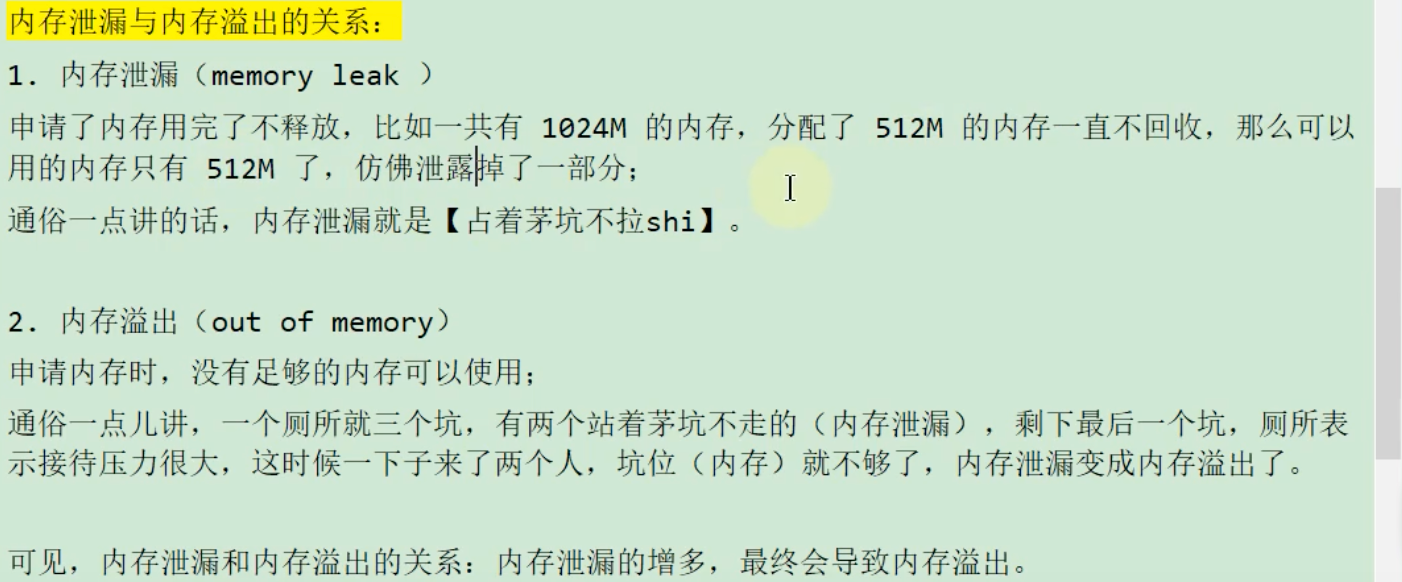 内存泄漏与内存溢出的关系：
1. 内存泄漏（memory leak ）
申请了内存用完了不释放，比如一共有 1024M 的内存，分配了 512M 的内存一直不回收，那么可以
用的内存只有 512M 了，仿佛泄露掉了一部分；
通俗一点讲的话，内存泄漏就是【占着茅坑不拉shi】。
2. 内存溢出（out of memory）
申请内存时，没有足够的内存可以使用；
通俗一点儿讲，一个厕所就三个坑，有两个站着茅坑不走的（内存泄漏），剩下最后一个坑，厕所表
示接待压力很大，这时候一下子来了两个人，坑位（内存）就不够了，内存泄漏变成内存溢出了。
可见，内存泄漏和内存溢出的关系：内存泄漏的增多，最终会导致内存溢出。